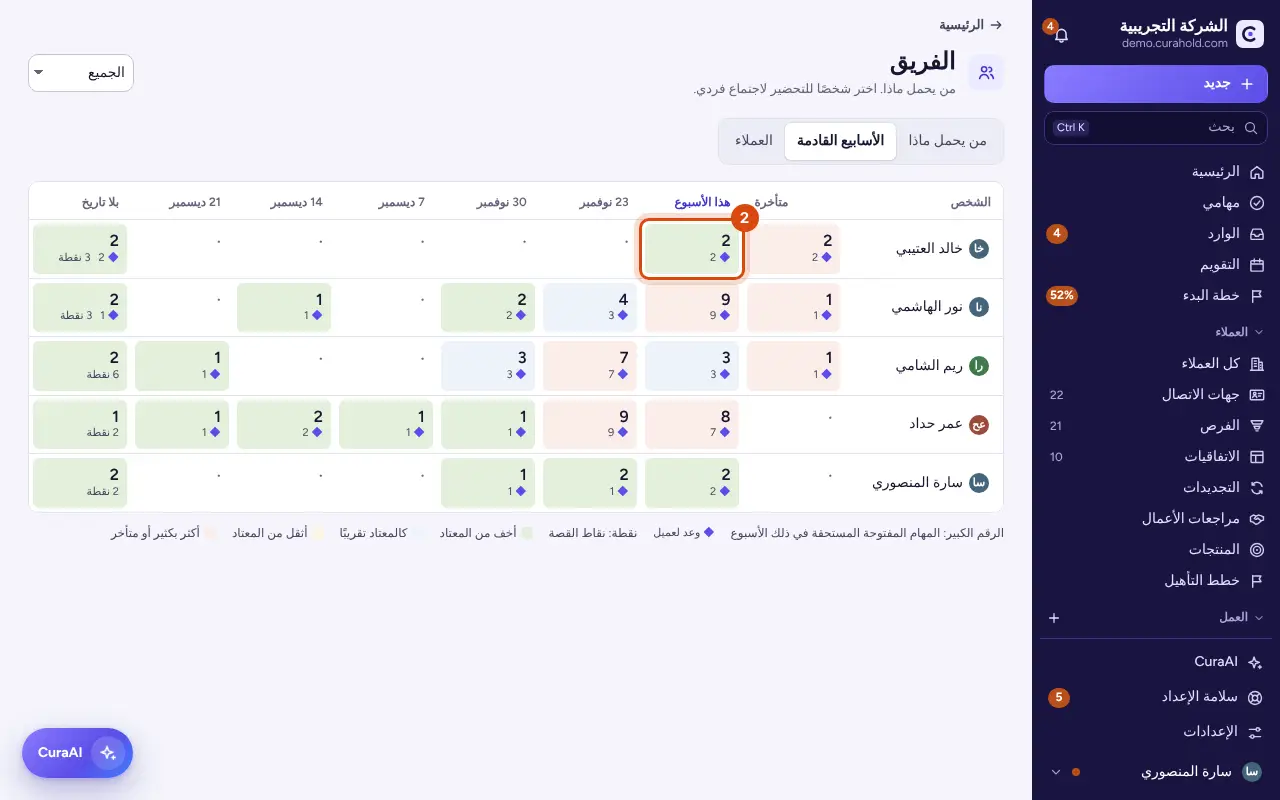 الشركة التجريبية
demo.curahold.com
4
جديد
بحث
Ctrl K
الرئيسية
مهامي
الوارد 4
التقويم
خطة البدء 52%
العملاء
كل العملاء
جهات الاتصال 22
الفرص 21
الاتفاقيات 10
التجديدات
مراجعات الأعمال
المنتجات
خطط التأهيل
العمل
CuraAI
سلامة الإعداد 5
الإعدادات
سارة المنصوري سا
الرئيسية
الفريق
من يحمل ماذا. اختر شخصًا للتحضير لاجتماع فردي.
الجميع
من يحمل ماذا الأسابيع القادمة العملاء
الشخص متأخرة هذا الأسبوع 23 نوفمبر 30 نوفمبر 7 ديسمبر 14 ديسمبر 21 ديسمبر بلا تاريخ
2
خا خالد العتيبي 2 2 · · · · · 2
2 2 2 3 نقطة
نا نور الهاشمي 1 9 4 2 · 1 · 2
1 9 3 2 1 1 3 نقطة
را ريم الشامي 1 3 7 3 · · 1 2
1 3 7 3 1 6 نقطة
عح عمر حداد · 8 9 1 1 2 1 1
7 9 1 1 2 1 2 نقطة
سا سارة المنصوري · 2 2 1 · · · 2
2 1 1 2 نقطة
الرقم الكبير: المهام المفتوحة المستحقة في ذلك الأسبوع وعد لعميل نقطة: نقاط القصة أخف من المعتاد كالمعتاد تقريبًا أثقل من المعتاد أكثر بكثير أو متأخر
CuraAI